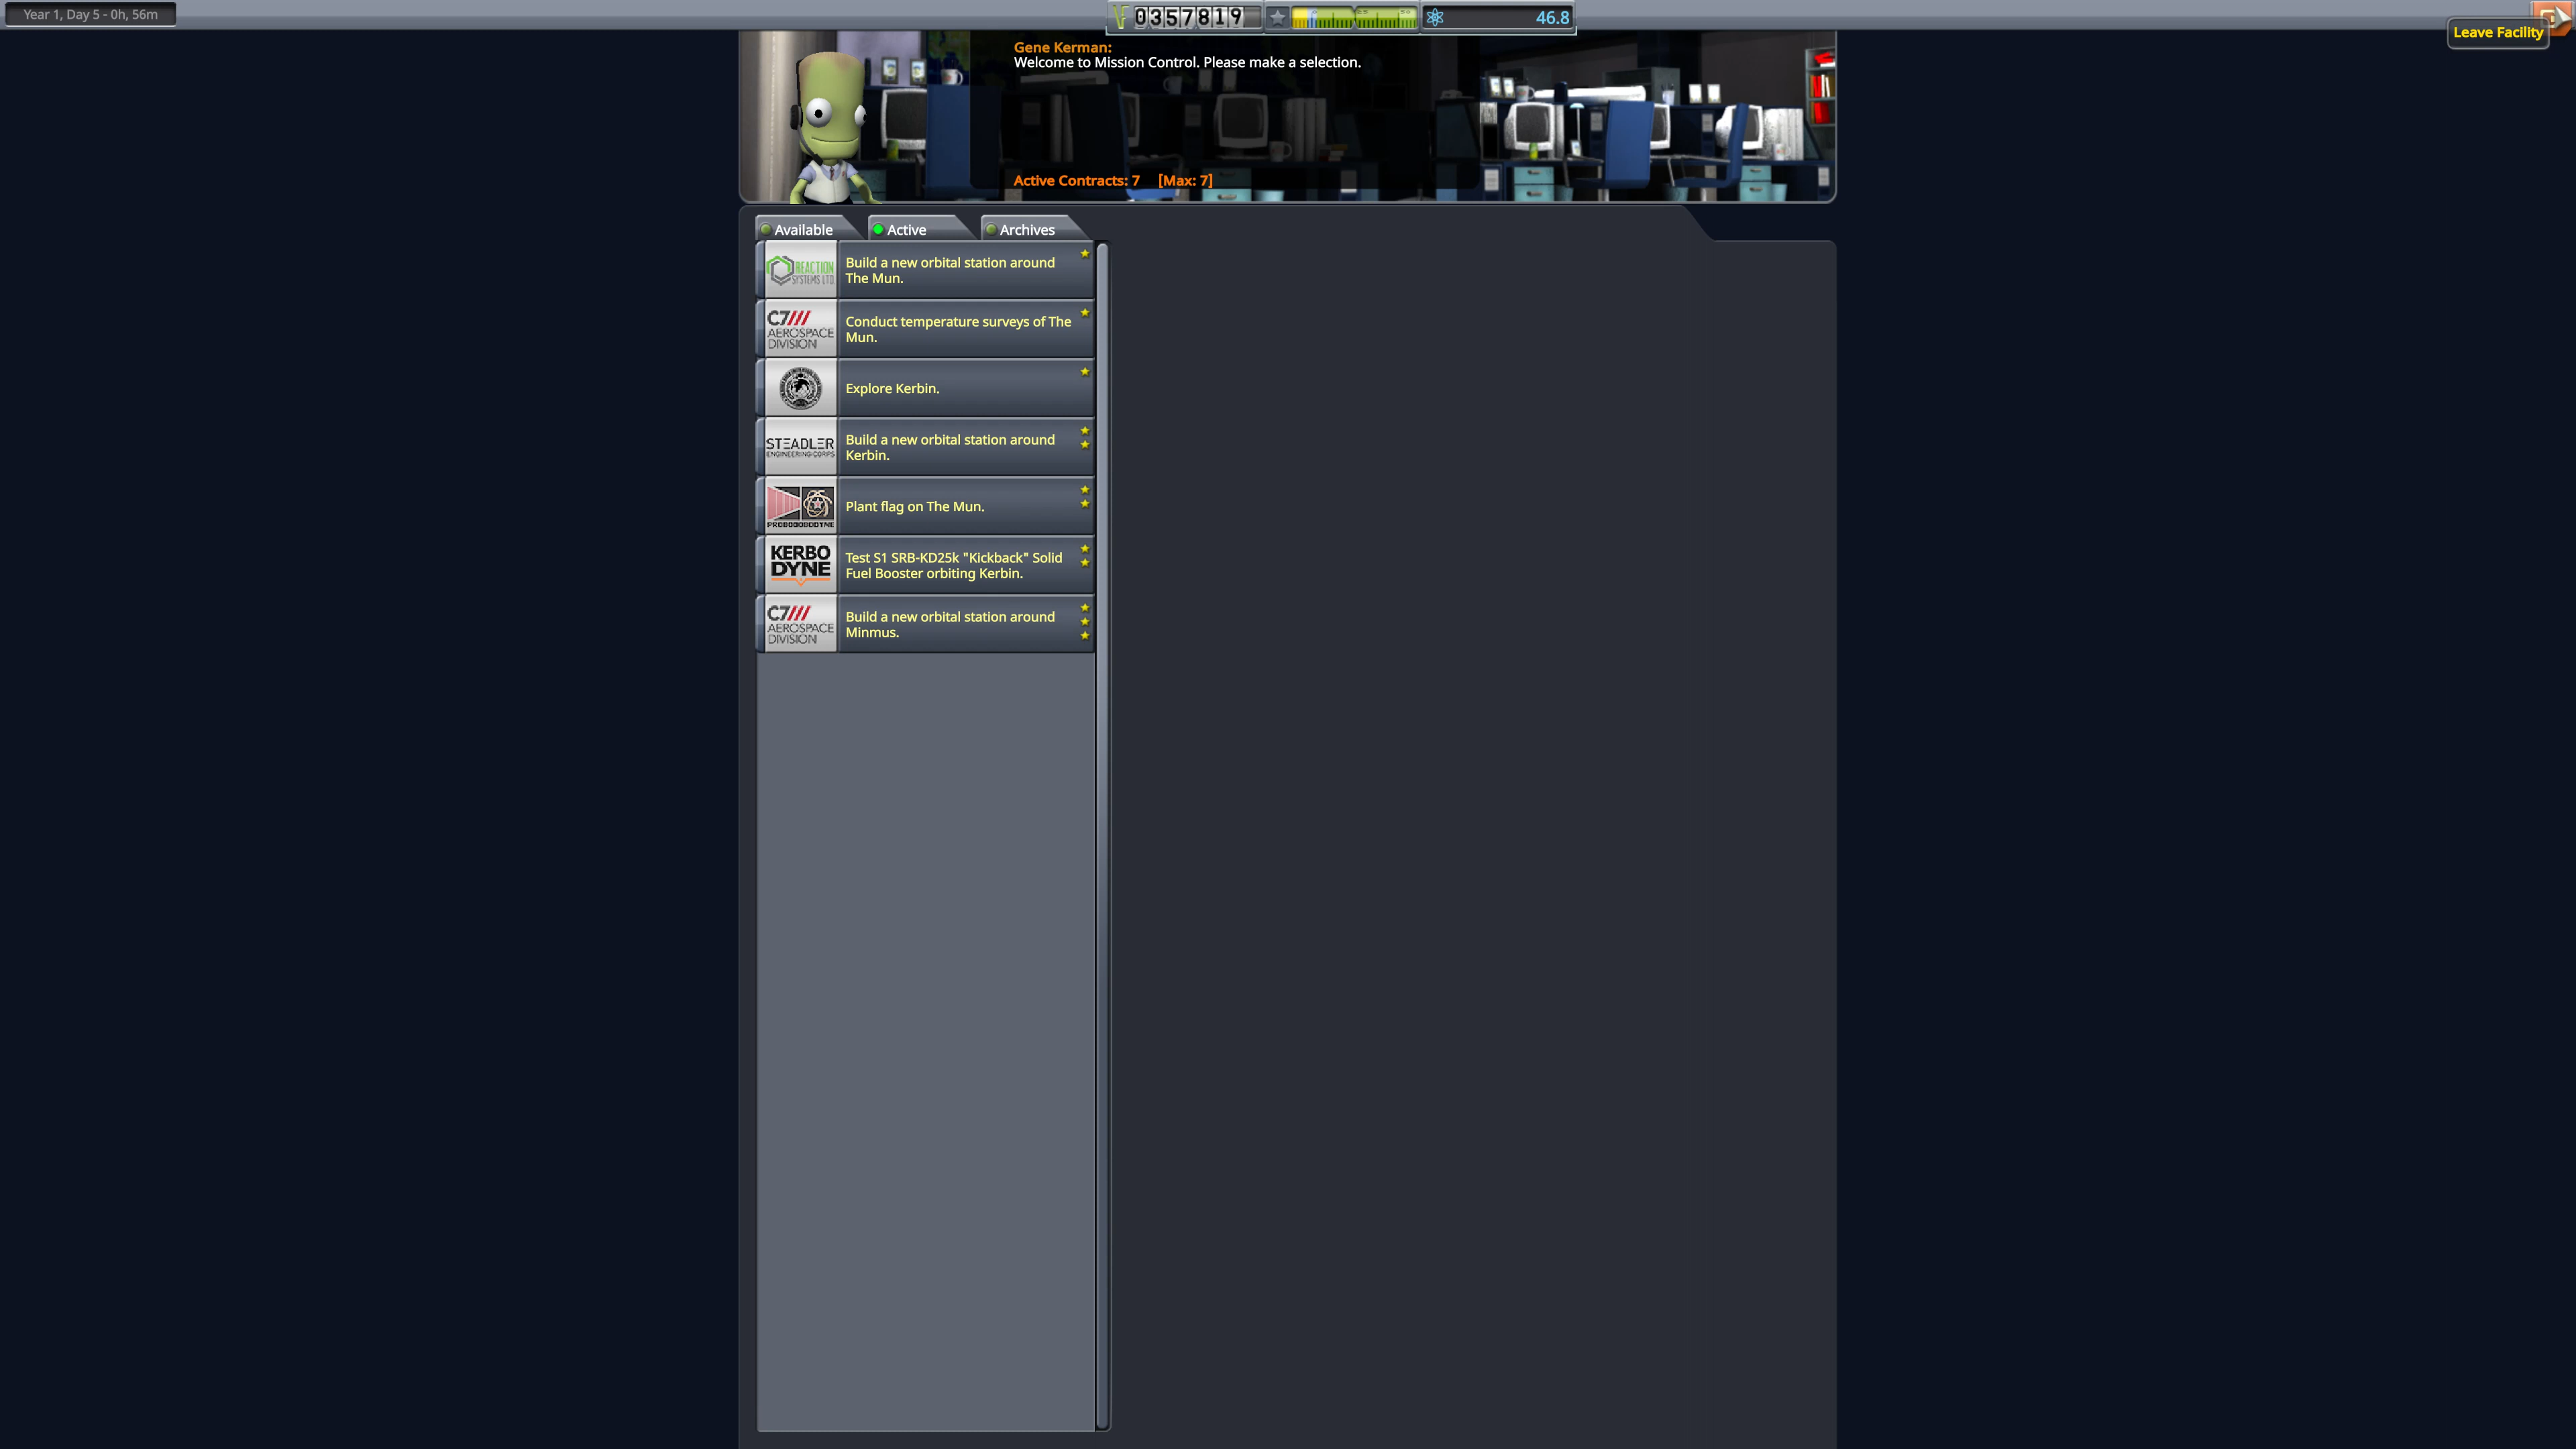 Year 1, Day 5 - 0h, 56m
0357819
46.8
Leave Facility
Gene Kerman:
Welcome to Mission Control. Please make a selection.
Active Contracts: 7 [Max: 7]
Available
Active
Archives
REACTION
SYSTEMS LTD
Build a new orbital station around
The Mun.
C7///
AEROSPACE
DIVISION
Conduct temperature surveys of The
Mun.
Explore Kerbin.
STEADLER
ENGINEERING CORPS
Build a new orbital station around
Kerbin.
PROBODOBODYNE
Plant flag on The Mun.
KERBO
DYNE
Test S1 SRB-KD25k "Kickback" Solid
Fuel Booster orbiting Kerbin.
C7///
AEROSPACE
DIVISION
Build a new orbital station around
Minmus.